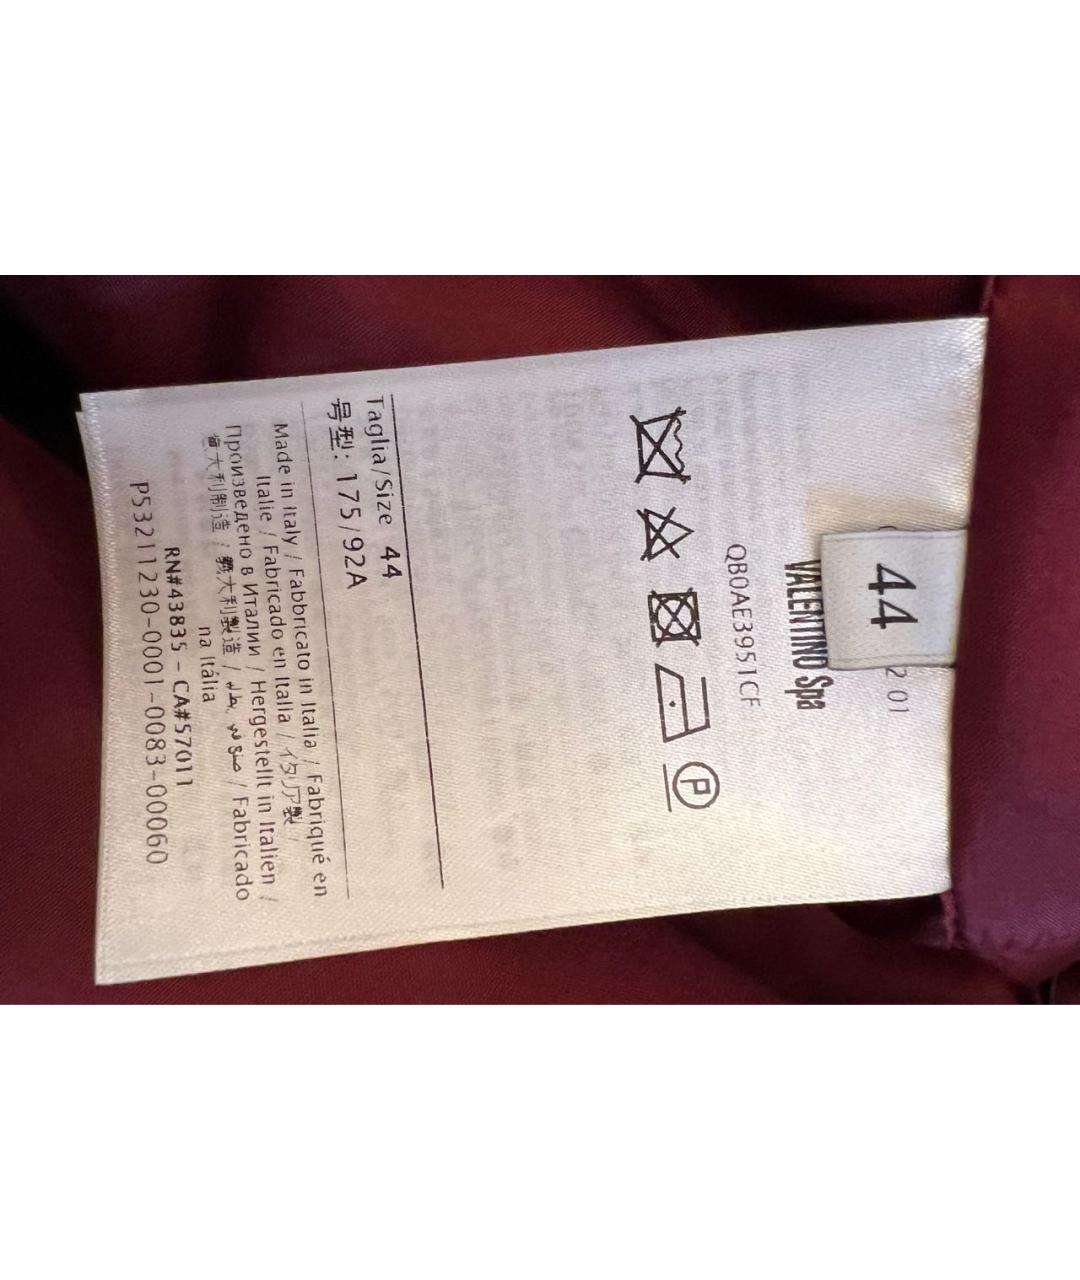 44
2 01
VALENTINO Spa
QB0AE3951CF
P
Taglia/Size 44
号型: 175/92A
Made in Italy / Fabbricato in Italia / Fabriqué en
Italie / Fabricado en Italia / イタリア製 /
Произведено в Италии / Hergestellt in Italien /
意大利制造 / 義大利製造 / Fabricado
na Itália
RN#43835 - CA#57011
P53211230-0001-0083-00060